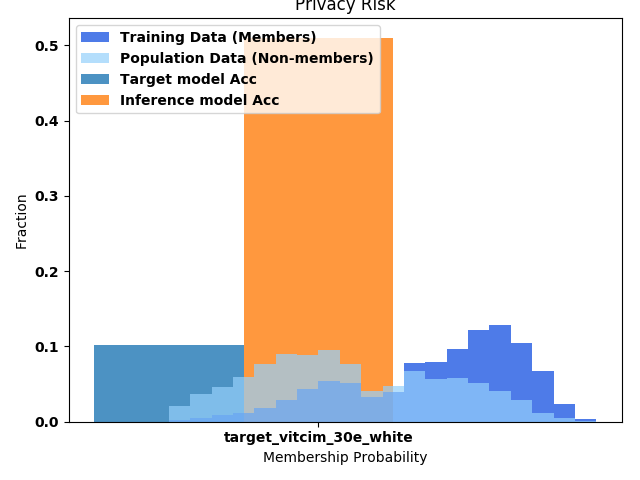 Privacy Risk
Training Data (Members)
Population Data (Non-members)
Target model Acc
Inference model Acc
0.5
0.4
0.3
0.2
0.1
0.0
Fraction
target_vitcim_30e_white
Membership Probability